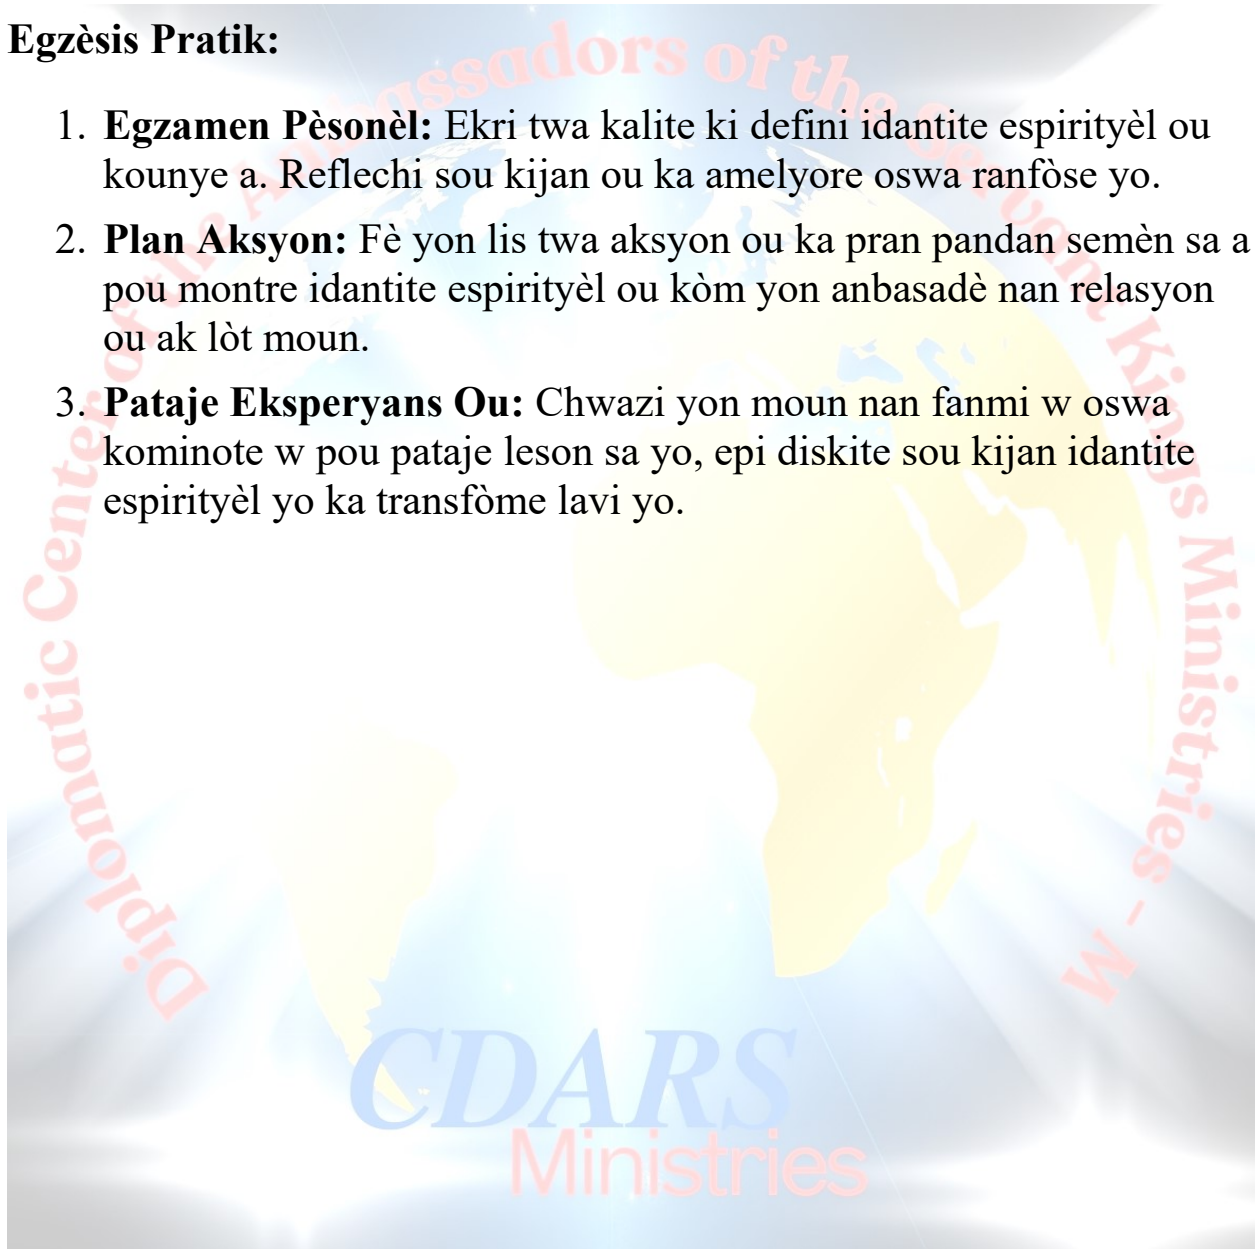 Egzèsis Pratik:
1. Egzamen Pèsonèl: Ekri twa kalite ki defini idantite espirityèl ou
kounye a. Reflechi sou kijan ou ka amelyore oswa ranfòse yo.
2. Plan Aksyon: Fè yon lis twa aksyon ou ka pran pandan semèn sa a
pou montre idantite espirityèl ou kòm yon anbasadè nan relasyon
ou ak lòt moun.
3. Pataje Eksperyans Ou: Chwazi yon moun nan fanmi w oswa
kominote w pou pataje leson sa yo, epi diskite sou kijan idantite
espirityèl yo ka transfòme lavi yo.
Diplomatic Center of the Ambassadors of the Servant Kings Ministries - M
CDARS
Ministries